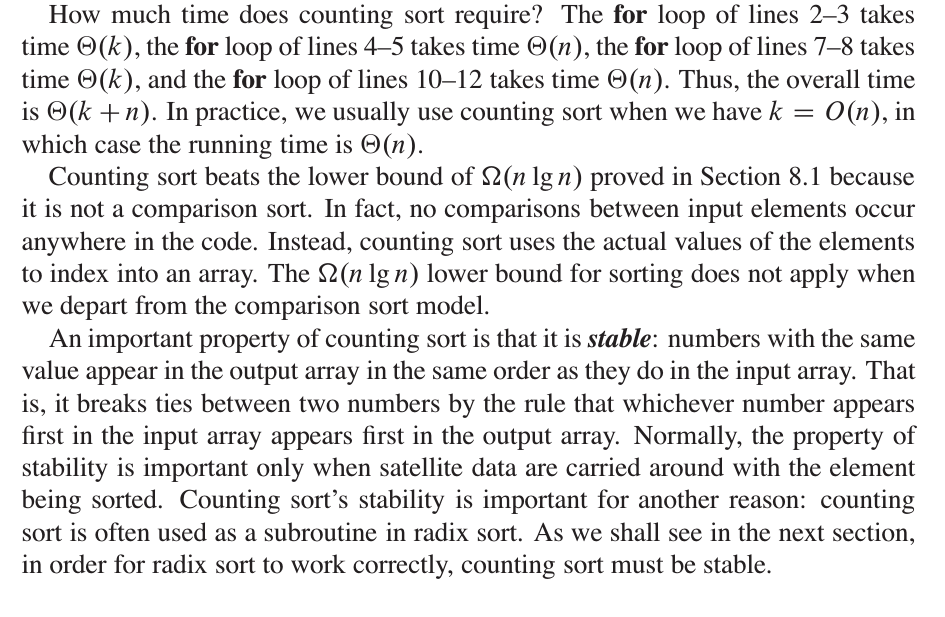 How much time does counting sort require? The for loop of lines 2–3 takes
time Θ(k), the for loop of lines 4–5 takes time Θ(n), the for loop of lines 7–8 takes
time Θ(k), and the for loop of lines 10–12 takes time Θ(n). Thus, the overall time
is Θ(k + n). In practice, we usually use counting sort when we have k = O(n), in
which case the running time is Θ(n).
Counting sort beats the lower bound of Ω(n lg n) proved in Section 8.1 because
it is not a comparison sort. In fact, no comparisons between input elements occur
anywhere in the code. Instead, counting sort uses the actual values of the elements
to index into an array. The Ω(n lg n) lower bound for sorting does not apply when
we depart from the comparison sort model.
An important property of counting sort is that it is stable: numbers with the same
value appear in the output array in the same order as they do in the input array. That
is, it breaks ties between two numbers by the rule that whichever number appears
first in the input array appears first in the output array. Normally, the property of
stability is important only when satellite data are carried around with the element
being sorted. Counting sort’s stability is important for another reason: counting
sort is often used as a subroutine in radix sort. As we shall see in the next section,
in order for radix sort to work correctly, counting sort must be stable.